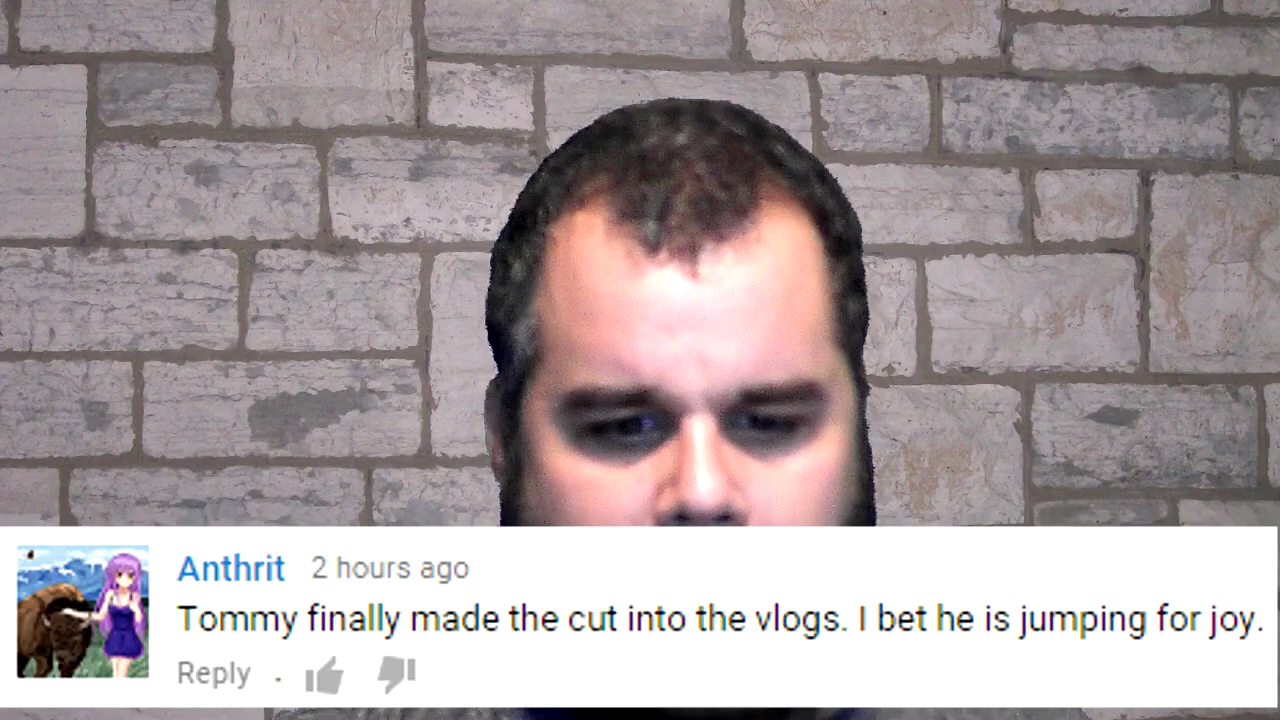 Anthrit 2 hours ago
Tommy finally made the cut into the vlogs. I bet he is jumping for joy.
Reply .